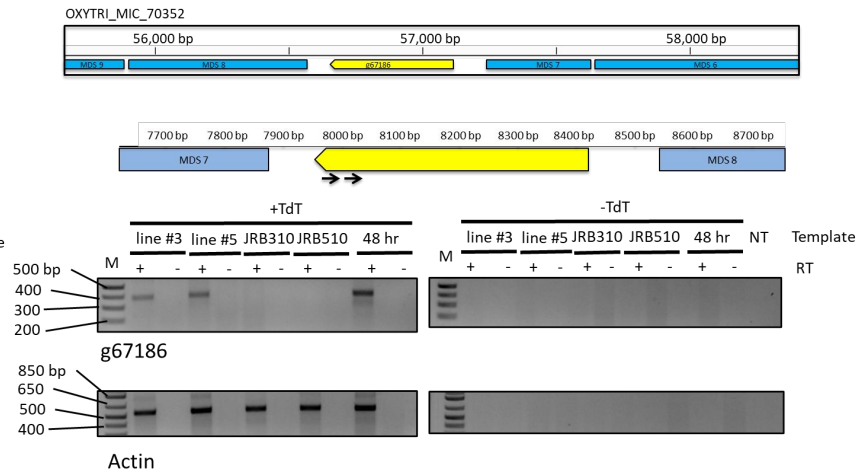 OXYTRI_MIC_70352
56,000 bp 57,000 bp 58,000 bp
MDS 9 MDS 8 g67186 MDS 7 MDS 6
7700 bp 7800 bp 7900 bp 8000 bp 8100 bp 8200 bp 8300 bp 8400 bp 8500 bp 8600 bp 8700 bp
MDS 7 MDS 8
+TdT -TdT
line #3 line #5 JRB310 JRB510 48 hr line #3 line #5 JRB310 JRB510 48 hr NT Template
e
M + - + - + - + - + - M + - + - + - + - + - RT
500 bp
400
300
200
g67186
850 bp
650
500
400
Actin